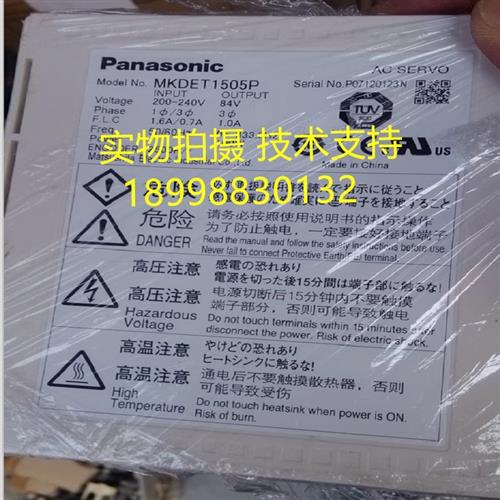 Panasonic
AC SERVO
Model No. MKDET1505P
Serial No. P07120123N
INPUT OUTPUT
Voltage 200-240V 84V
Phase 1ϕ/3ϕ 3ϕ
F.L.C 1.6A/0.7A 1.0A
Freq.
TUV
US
Made in China
实物拍摄 技术支持
18998830132
危险
DANGER
请务必按照使用说明书的指示操作
为了防止触电，一定要接好接地端子
Read the manual and follow the safety instructions before use.
Never fail to connect Protective Earth(PE) terminal.
高圧注意
感電の恐れあり
電源を切った後15分間は端子部に触るな!
高压注意
电源切断后15分钟内不要触摸
端子部分，否则可能导致触电
Hazardous
Voltage
Do not touch terminals within 15 minutes after
disconnect the power. Risk of electric shock.
高温注意
やけどの恐れあり
ヒートシンクに触るな!
高温注意
通电后不要触摸散热器，否则
可能导致受伤
High
Temperature
Do not touch heatsink when power is ON.
Risk of burn.